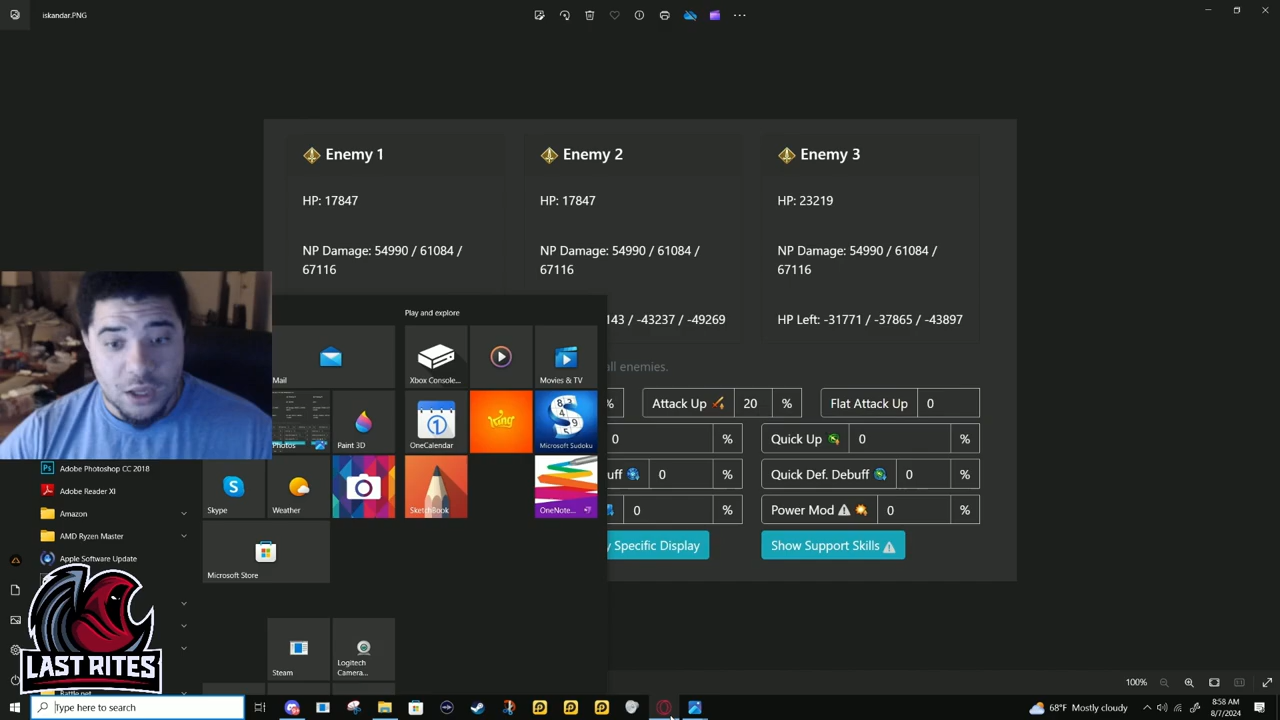 iskandar.PNG
Enemy 1
HP: 17847
NP Damage: 54990 / 61084 /
67116
Enemy 2
HP: 17847
NP Damage: 54990 / 61084 /
67116
143 / -43237 / -49269
Enemy 3
HP: 23219
NP Damage: 54990 / 61084 /
67116
HP Left: -31771 / -37865 / -43897
all enemies.
% Attack Up 20 % Flat Attack Up 0
0 % Quick Up 0 %
uff 0 % Quick Def. Debuff 0 %
0 % Power Mod 0 %
Specific Display Show Support Skills
Play and explore
Mail
Xbox Console...
Movies & TV
Photos
Paint 3D
OneCalendar
King
Microsoft Sudoku
Skype
Weather
SketchBook
OneNote...
Microsoft Store
Steam
Logitech
Camera...
Adobe Photoshop CC 2018
Adobe Reader XI
Amazon
AMD Ryzen Master
Apple Software Update
Battle.net
LAST RITES
Type here to search
100%
68°F Mostly cloudy
8:58 AM
8/7/2024